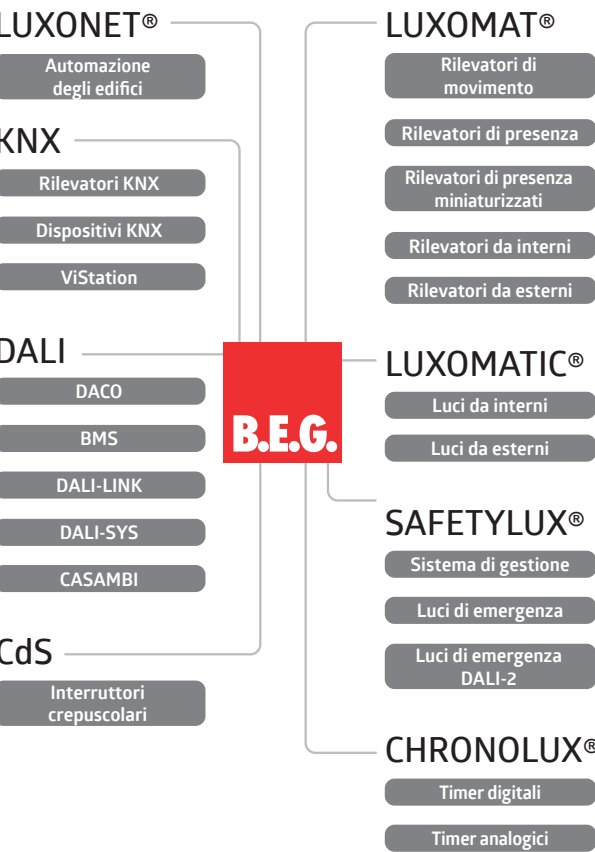 LUXONET®
Automazione
degli edifici
KNX
Rilevatori KNX
Dispositivi KNX
ViStation
DALI
DACO
BMS
DALI-LINK
DALI-SYS
CASAMBI
CdS
Interruttori
crepuscolari
B.E.G.
LUXOMAT®
Rilevatori di
movimento
Rilevatori di presenza
Rilevatori di presenza
miniaturizzati
Rilevatori da interni
Rilevatori da esterni
LUXOMATIC®
Luci da interni
Luci da esterni
SAFETYLUX®
Sistema di gestione
Luci di emergenza
Luci di emergenza
DALI-2
CHRONOLUX®
Timer digitali
Timer analogici